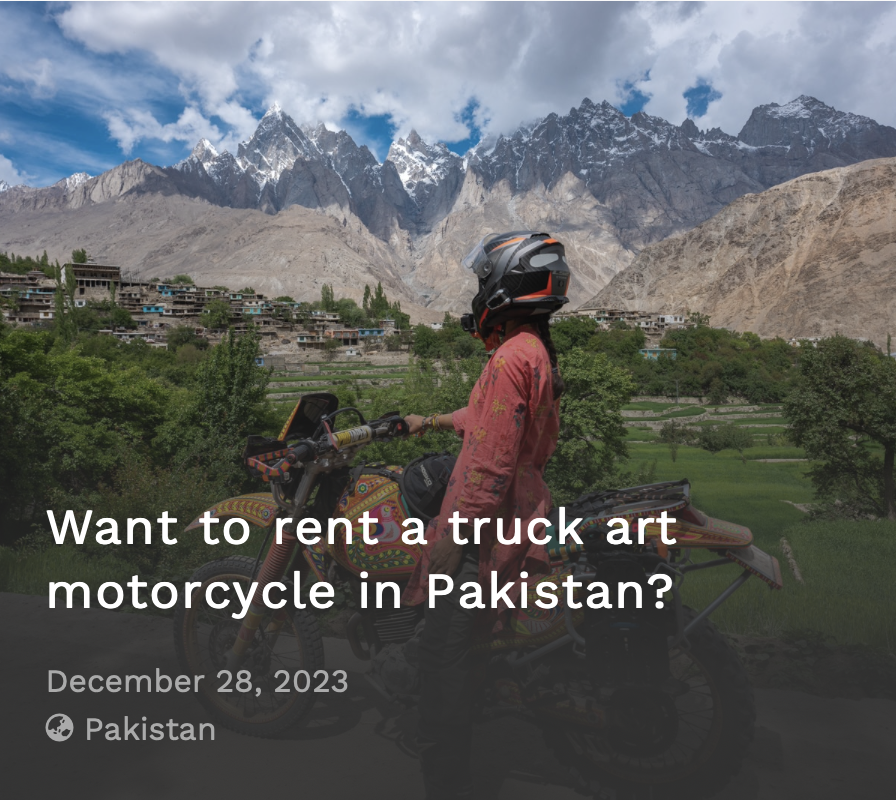 Want to rent a truck art
motorcycle in Pakistan?
December 28, 2023
Pakistan